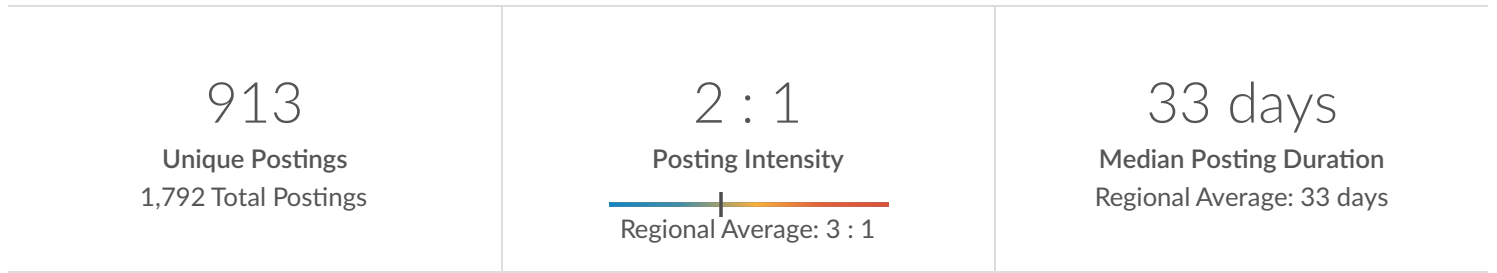 913
Unique Postings
1,792 Total Postings
2 : 1
Posting Intensity
Regional Average: 3 : 1
33 days
Median Posting Duration
Regional Average: 33 days